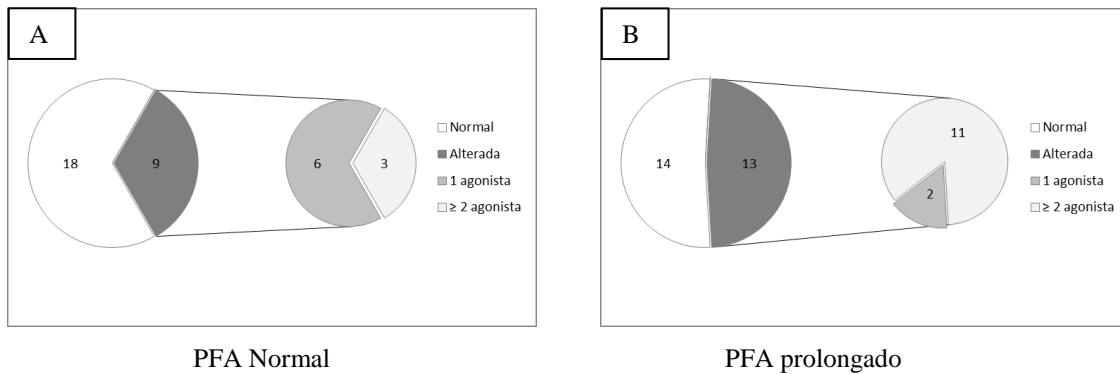 A
18
9
6
3
Normal
Alterada
1 agonista
≥ 2 agonista
PFA Normal
B
14
13
11
2
Normal
Alterada
1 agonista
≥ 2 agonista
PFA prolongado